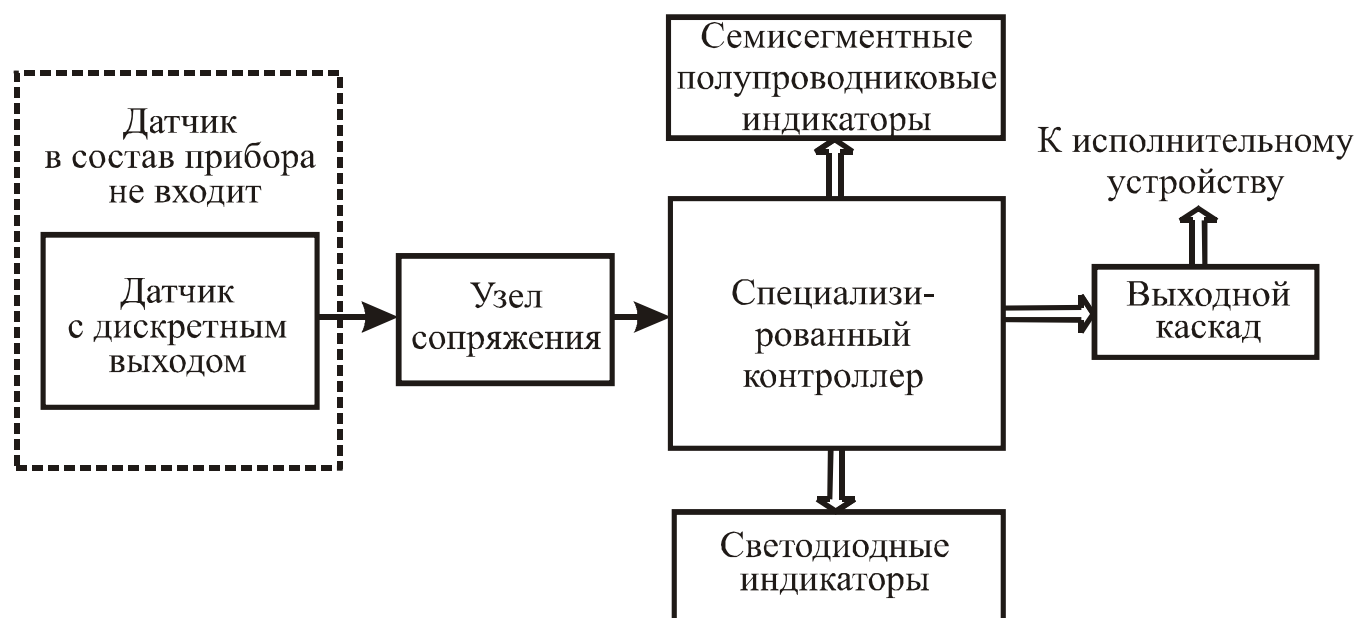 Семисегментные
полупроводниковые
индикаторы
Датчик
в состав прибора
не входит
К исполнительному
устройству
Датчик
с дискретным
выходом
Узел
сопряжения
Специализи-
рованный
контроллер
Выходной
каскад
Светодиодные
индикаторы